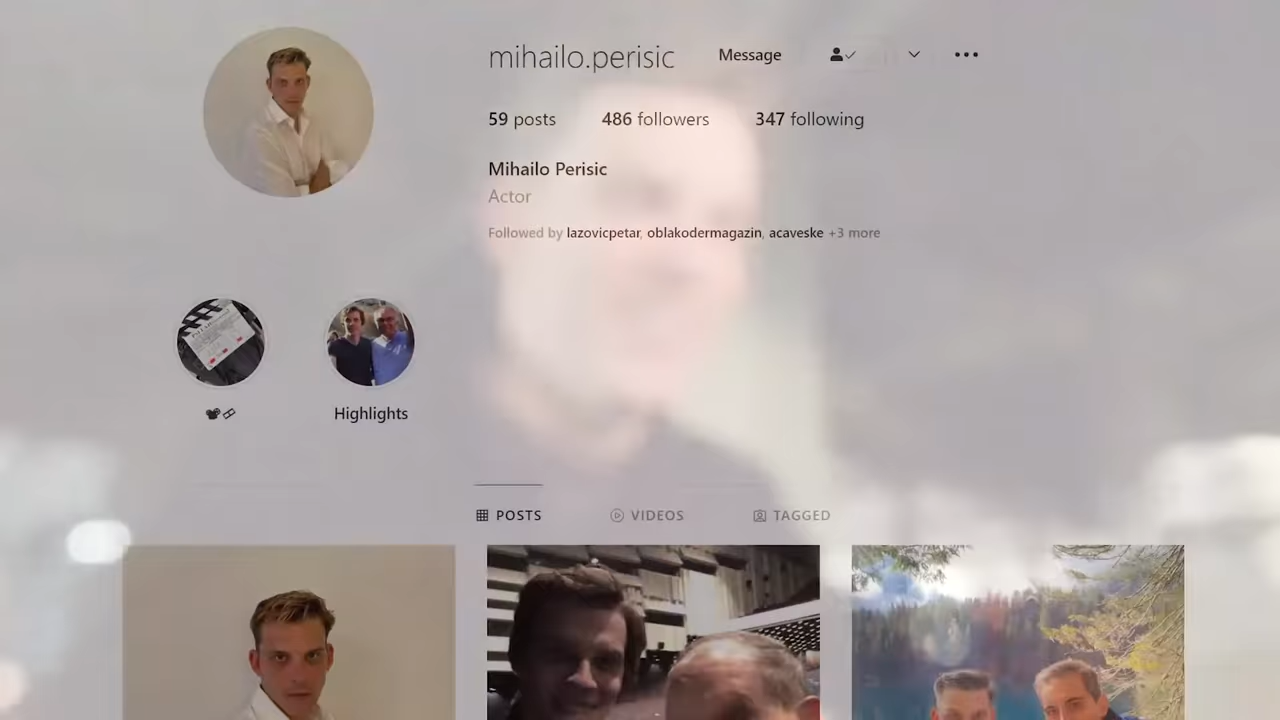 mihailo.perisic Message
59 posts 486 followers 347 following
Mihailo Perisic
Actor
Followed by lazovicpetar, oblakodermagazin, acaveske +3 more
Highlights
POSTS VIDEOS TAGGED